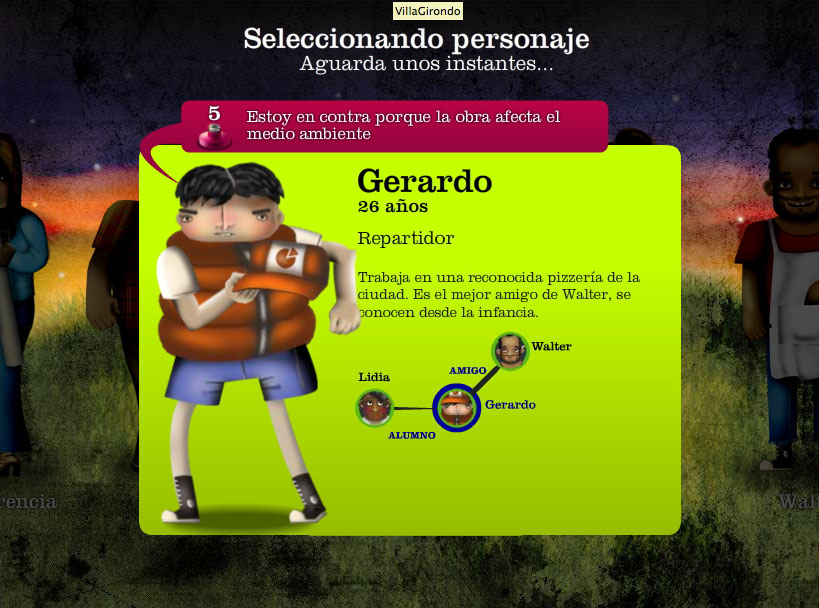 VillaGirondo
Seleccionando personaje
Aguarda unos instantes...
5
Estoy en contra porque la obra afecta el
medio ambiente
Gerardo
26 años
Repartidor
Trabaja en una reconocida pizzería de la
ciudad. Es el mejor amigo de Walter, se
conocen desde la infancia.
Walter
AMIGO
Lidia
Gerardo
ALUMNO
rencia
Wal